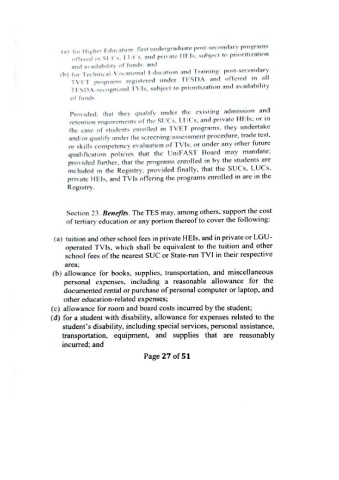 (a) for Higher Education: first undergraduate post-secondary programs
offered in SUCs, LUCs, and private HEIs, subject to prioritization
and availability of funds; and
(b) for Technical-Vocational Education and Training: post-secondary
TVET programs registered under TESDA and offered in all
TESDA-recognized TVIs, subject to prioritization and availability
of funds
Provided, that they qualify under the existing admission and
retention requirements of the SUCs, LUCs, and private HEIs; or in
the case of students enrolled in TVET programs, they undertake
and/or qualify under the screening/assessment procedure, trade test,
or skills competency evaluation of TVIs; or under any other future
qualification policies that the UniFAST Board may mandate;
provided further, that the programs enrolled in by the students are
included in the Registry; provided finally, that the SUCs, LUCs,
private HEIs, and TVIs offering the programs enrolled in are in the
Registry.
Section 23. Benefits. The TES may, among others, support the cost
of tertiary education or any portion thereof to cover the following:
(a) tuition and other school fees in private HEIs, and in private or LGU-
operated TVIs, which shall be equivalent to the tuition and other
school fees of the nearest SUC or State-run TVI in their respective
area;
(b) allowance for books, supplies, transportation, and miscellaneous
personal expenses, including a reasonable allowance for the
documented rental or purchase of personal computer or laptop, and
other education-related expenses;
(c) allowance for room and board costs incurred by the student;
(d) for a student with disability, allowance for expenses related to the
student's disability, including special services, personal assistance,
transportation, equipment, and supplies that are reasonably
incurred; and
Page 27 of 51